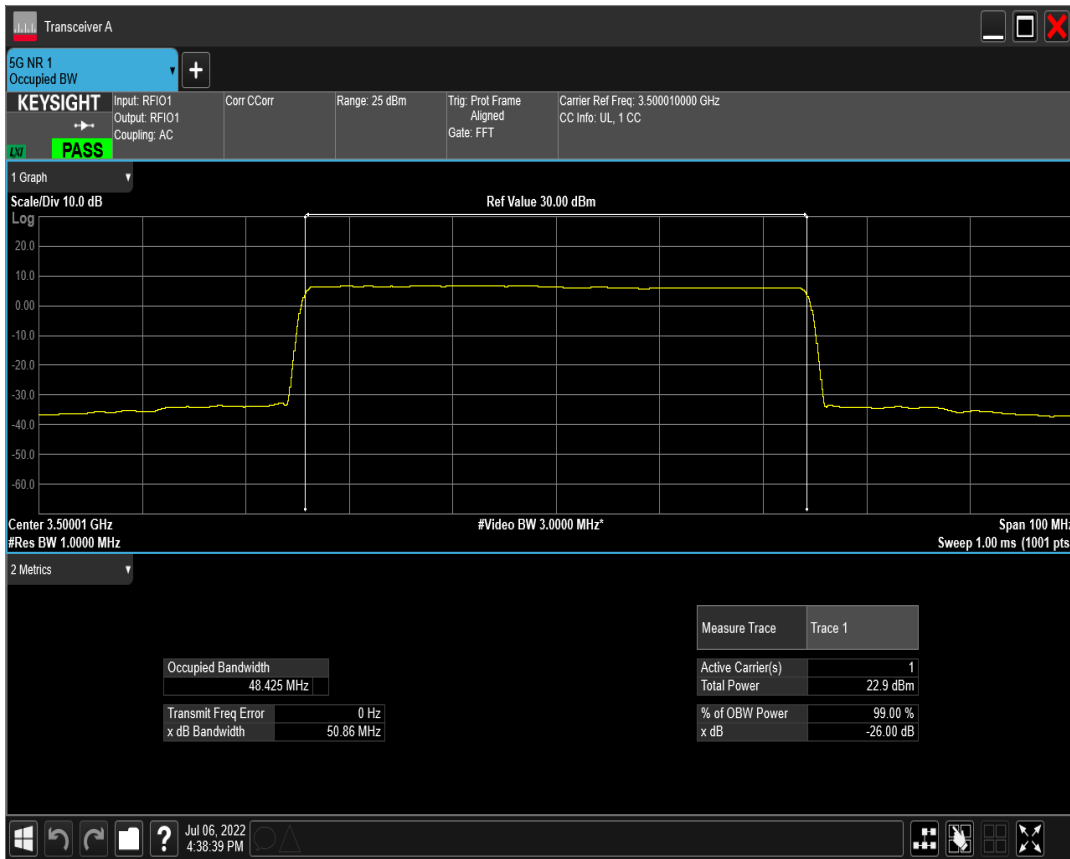 Transceiver A
5G NR 1
Occupied BW
+
KEYSIGHT
LXI
PASS
Input: RFIO1
Output: RFIO1
Coupling: AC
Corr CCorr
Range: 25 dBm
Trig: Prot Frame
Aligned
Gate: FFT
Carrier Ref Freq: 3.500010000 GHz
CC Info: UL, 1 CC
1 Graph
Scale/Div 10.0 dB
Ref Value 30.00 dBm
Log
20.0
10.0
0.00
-10.0
-20.0
-30.0
-40.0
-50.0
-60.0
Center 3.50001 GHz
#Video BW 3.0000 MHz*
Span 100 MHz
#Res BW 1.0000 MHz
Sweep 1.00 ms (1001 pts
2 Metrics
Measure Trace Trace 1
Occupied Bandwidth
48.425 MHz
Active Carrier(s) 1
Total Power 22.9 dBm
Transmit Freq Error 0 Hz
x dB Bandwidth 50.86 MHz
% of OBW Power 99.00 %
x dB -26.00 dB
?
Jul 06, 2022
4:38:39 PM